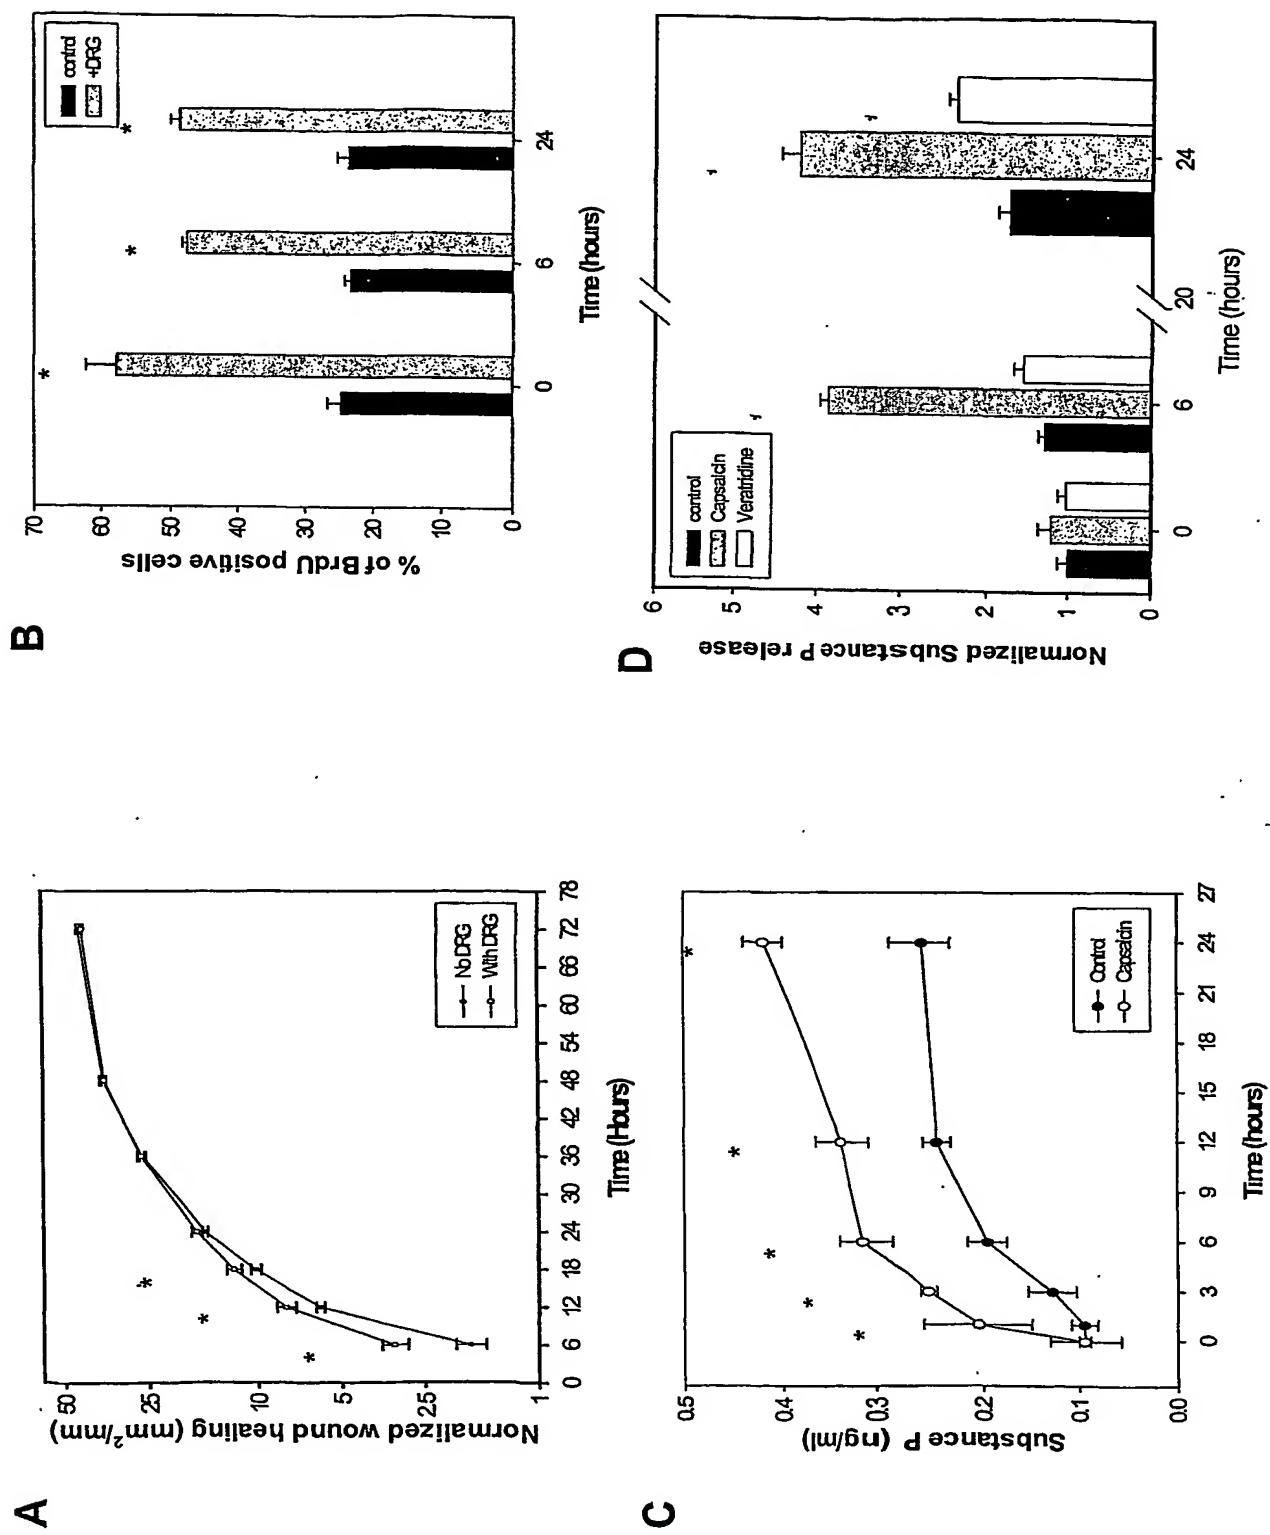 A
Normalized wound healing (mm²/mm)
50
25
10
5
2.5
1
0 6 12 18 24 30 36 42 48 54 60 66 72 78
Time (Hours)
No DRG
With DRG
*
*
*
B
% of BrdU positive cells
70
60
50
40
30
20
10
0
0 6 24
Time (hours)
control
+DRG
*
*
*
C
Substance P (ng/ml)
0.5
0.4
0.3
0.2
0.1
0.0
0 3 6 9 12 15 18 21 24 27
Time (hours)
Control
Capsaicin
*
*
*
*
*
D
Normalized Substance P release
6
5
4
3
2
1
0
0 6 20 24
Time (hours)
control
Capsaicin
Veratridine